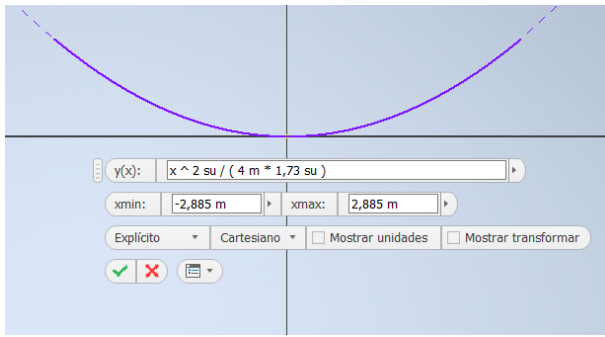 y(x): x ^ 2 su / ( 4 m * 1,73 su )
xmin: -2,885 m xmax: 2,885 m
Explícito Cartesiano Mostrar unidades Mostrar transformar